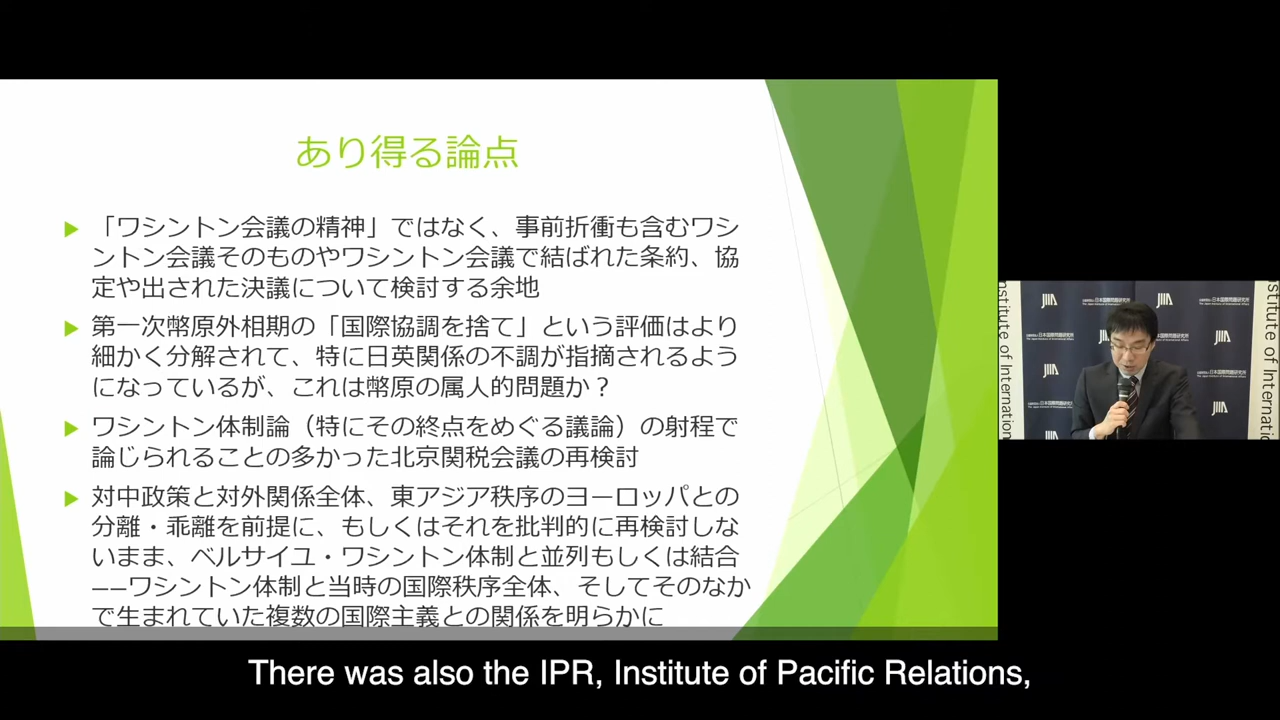 あり得る論点
「ワシントン会議の精神」ではなく、事前折衝も含むワシ
ントン会議そのものやワシントン会議で結ばれた条約、協
定や出された決議について検討する余地
第一次幣原外相期の「国際協調を捨て」という評価はより
細かく分解されて、特に日英関係の不調が指摘されるよう
になっているが、これは幣原の属人的問題か？
ワシントン体制論（特にその終点をめぐる議論）の射程で
論じられることの多かった北京関税会議の再検討
対中政策と対外関係全体、東アジア秩序のヨーロッパとの
分離・乖離を前提に、もしくはそれを批判的に再検討しな
いまま、ベルサイユ・ワシントン体制と並列もしくは結合
——ワシントン体制と当時の国際秩序全体、そしてそのなか
で生まれていた複数の国際主義との関係を明らかに
stitute of International
JIIA
JIIA
JIIA
JIIA
JIIA
JIIA
stitute of Internati
There was also the IPR, Institute of Pacific Relations,